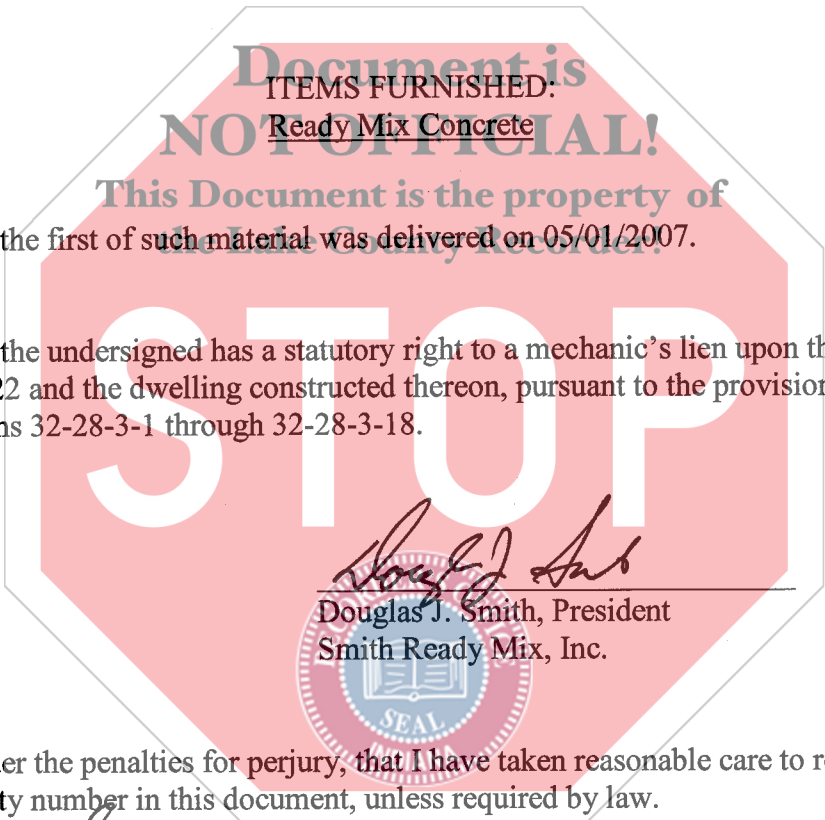 Document is
ITEMS FURNISHED:
NOT OFFICIAL!
Ready Mix Concrete
This Document is the property of
the Lake County Recorder!
the first of such material was delivered on 05/01/2007.
STOP
the undersigned has a statutory right to a mechanic's lien upon th
22 and the dwelling constructed thereon, pursuant to the provision
ns 32-28-3-1 through 32-28-3-18.
Douglas J. Smith
Douglas J. Smith, President
Smith Ready Mix, Inc.
SEAL
INDIANA
er the penalties for perjury, that I have taken reasonable care to r
ty number in this document, unless required by law.